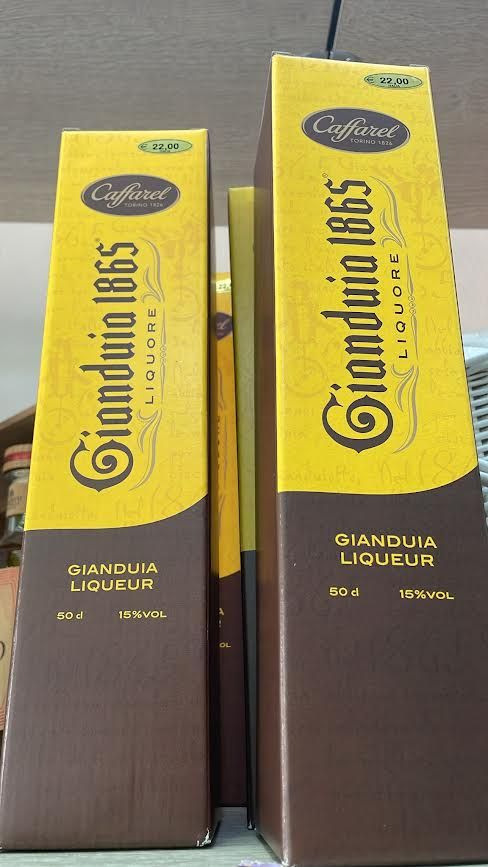 € 22,00
Caffarel
TORINO 1826
Gianduia 1865
LIQUORE
GIANDUIA
LIQUEUR
50 cl 15%VOL
€ 22,00
Caffarel
TORINO 1826
Gianduia 1865®
LIQUORE
GIANDUIA
LIQUEUR
50 cl 15%VOL